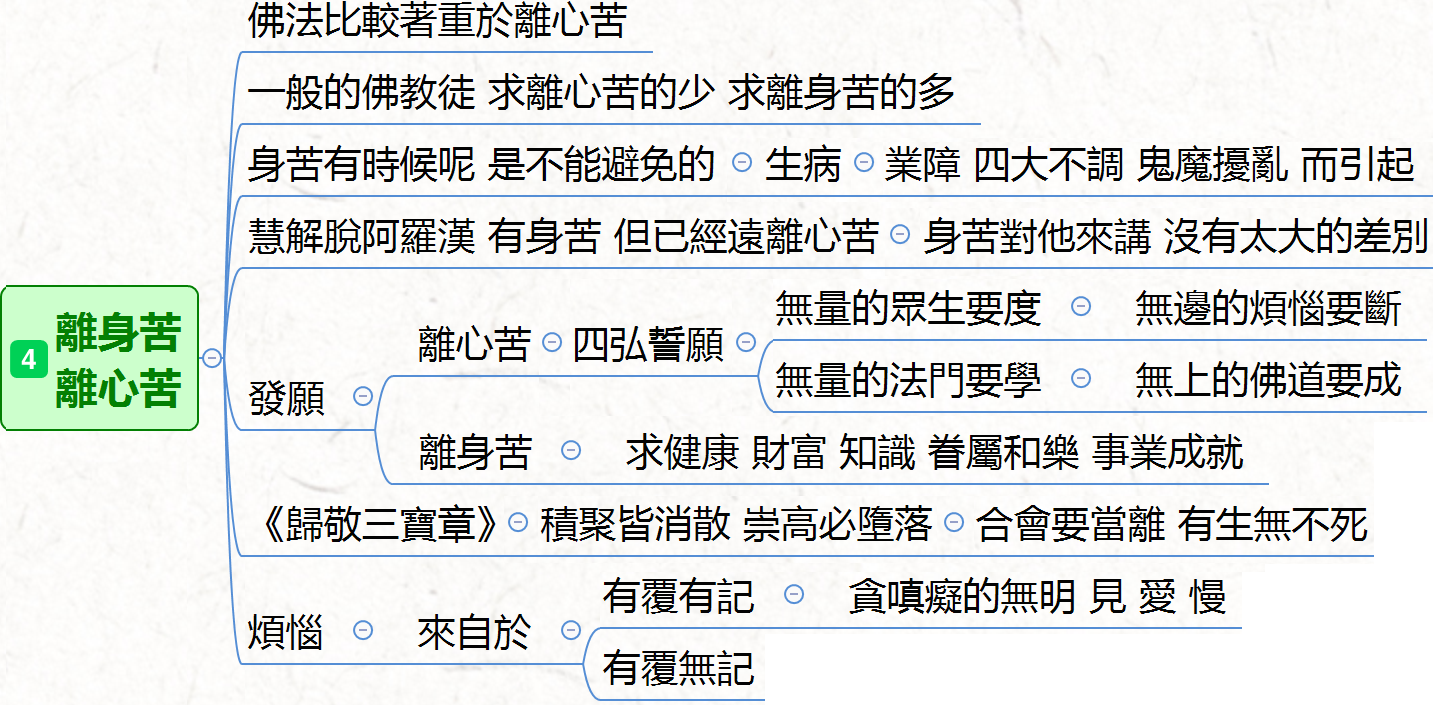 佛法比較著重於離心苦
一般的佛教徒 求離心苦的少 求離身苦的多
身苦有時候呢 是不能避免的 生病 業障 四大不調 鬼魔擾亂 而引起
慧解脫阿羅漢 有身苦 但已經遠離心苦 身苦對他來講 沒有太大的差別
4 離身苦
離心苦
發願
離心苦 四弘誓願
無量的眾生要度 無邊的煩惱要斷
無量的法門要學 無上的佛道要成
離身苦 求健康 財富 知識 眷屬和樂 事業成就
《歸敬三寶章》 積聚皆消散 崇高必墮落 合會要當離 有生無不死
煩惱 來自於
有覆有記 貪嗔癡的無明 見 愛 慢
有覆無記